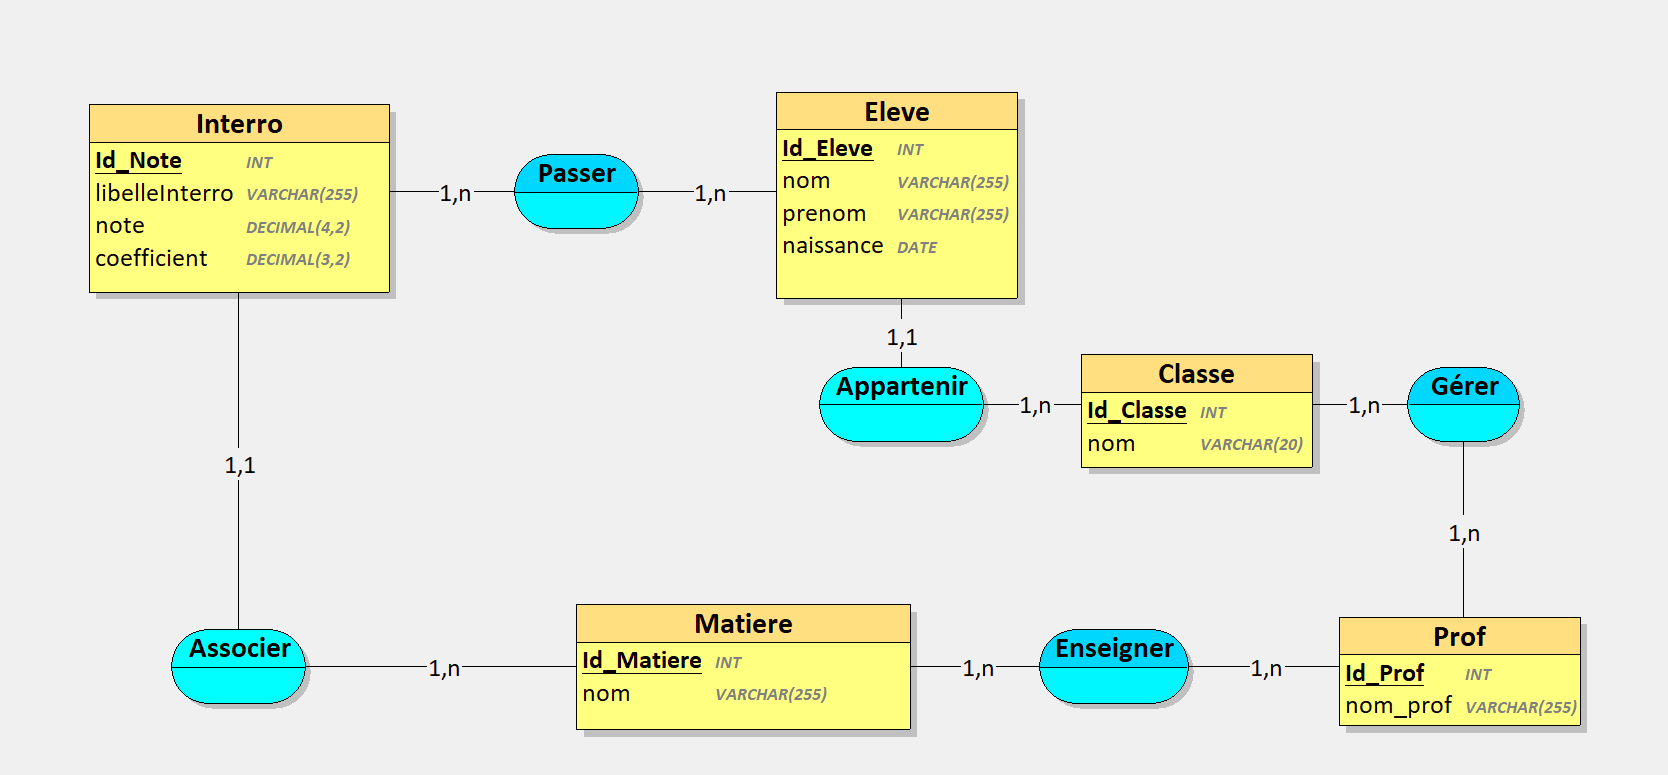 Interro
Id_Note INT
libelleInterro VARCHAR(255)
note DECIMAL(4,2)
coefficient DECIMAL(3,2)
1,n
Passer
1,n
Eleve
Id_Eleve INT
nom VARCHAR(255)
prenom VARCHAR(255)
naissance DATE
1,1
Appartenir
1,n
Classe
Id_Classe INT
nom VARCHAR(20)
1,n
Gérer
1,1
1,n
Associer
1,n
Matiere
Id_Matiere INT
nom VARCHAR(255)
1,n
Enseigner
1,n
Prof
Id_Prof INT
nom_prof VARCHAR(255)